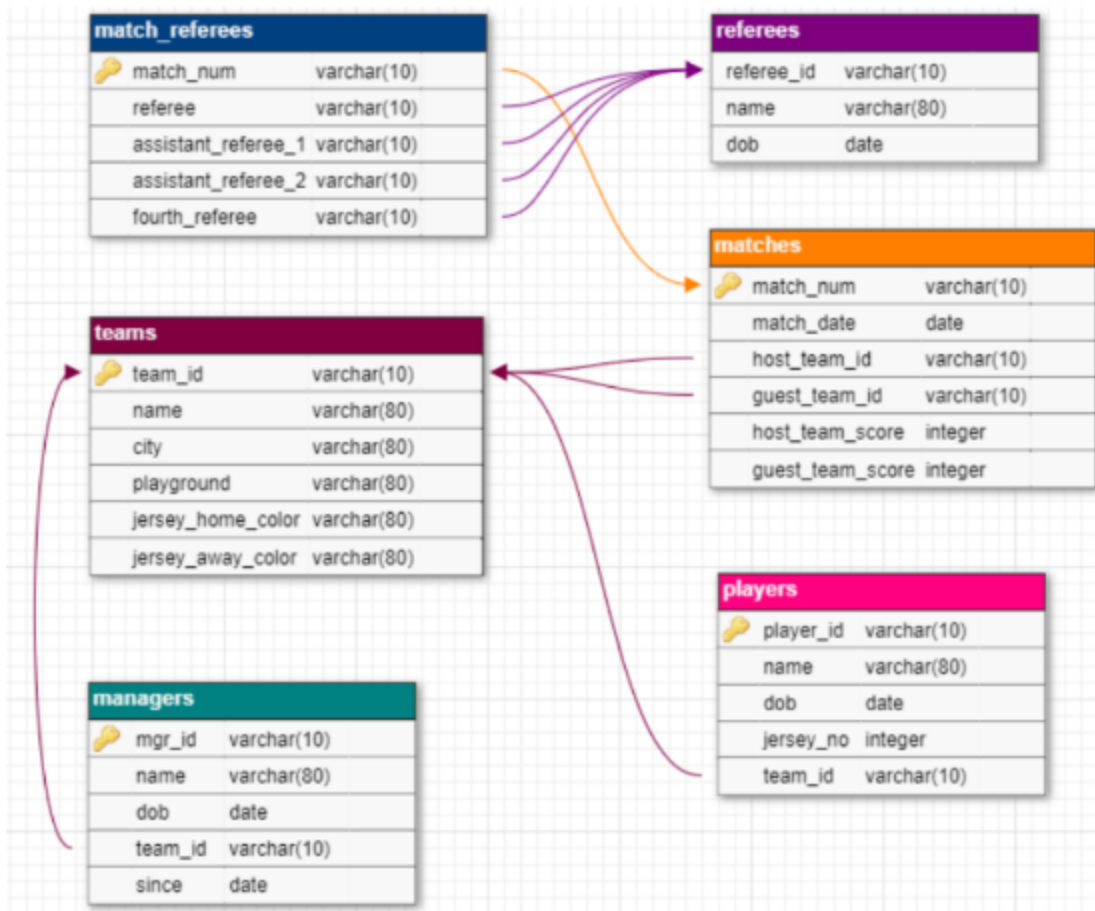 match_referees
match_num varchar(10)
referee varchar(10)
assistant_referee_1 varchar(10)
assistant_referee_2 varchar(10)
fourth_referee varchar(10)
referees
referee_id varchar(10)
name varchar(80)
dob date
matches
match_num varchar(10)
match_date date
host_team_id varchar(10)
guest_team_id varchar(10)
host_team_score integer
guest_team_score integer
teams
team_id varchar(10)
name varchar(80)
city varchar(80)
playground varchar(80)
jersey_home_color varchar(80)
jersey_away_color varchar(80)
players
player_id varchar(10)
name varchar(80)
dob date
jersey_no integer
team_id varchar(10)
managers
mgr_id varchar(10)
name varchar(80)
dob date
team_id varchar(10)
since date